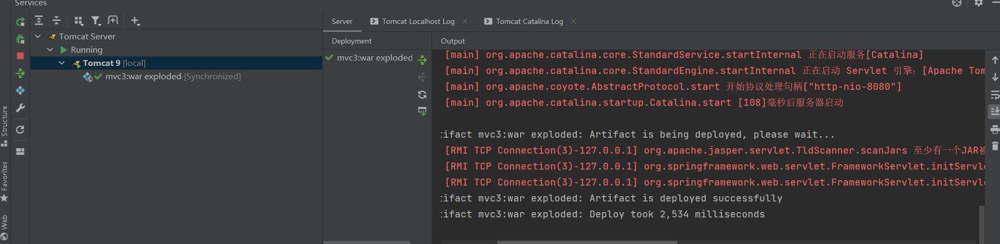 Services
Tomcat Server
Running
Tomcat 9 [local]
mvc3:war exploded [Synchronized]
Structure
Favorites
Web
Server
Tomcat Localhost Log
Tomcat Catalina Log
Deployment
mvc3:war exploded
Output
[main] org.apache.catalina.core.StandardService.startInternal 正在启动服务[Catalina]
[main] org.apache.catalina.core.StandardEngine.startInternal 正在启动 Servlet 引擎：[Apache Tom
[main] org.apache.coyote.AbstractProtocol.start 开始协议处理句柄["http-nio-8080"]
[main] org.apache.catalina.startup.Catalina.start [108]毫秒后服务器启动
tifact mvc3:war exploded: Artifact is being deployed, please wait...
[RMI TCP Connection(3)-127.0.0.1] org.apache.jasper.servlet.TldScanner.scanJars 至少有一个JAR被
[RMI TCP Connection(3)-127.0.0.1] org.springframework.web.servlet.FrameworkServlet.initServle
[RMI TCP Connection(3)-127.0.0.1] org.springframework.web.servlet.FrameworkServlet.initServle
tifact mvc3:war exploded: Artifact is deployed successfully
tifact mvc3:war exploded: Deploy took 2,534 milliseconds